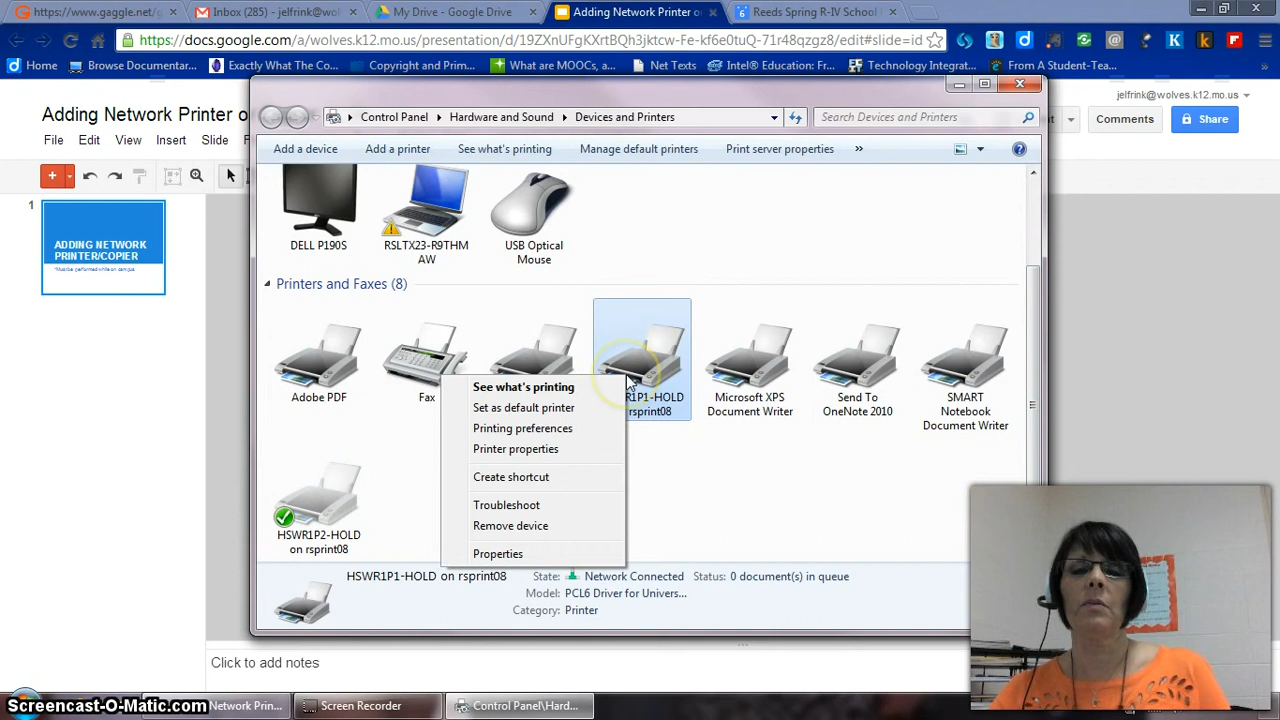 https://www.gaggle.net/g
Inbox (285) - jelfrink@wo
My Drive - Google Drive
Adding Network Printer o
Reeds Spring R-IV School
https://docs.google.com/a/wolves.k12.mo.us/presentation/d/19ZXnUFgKXrtBQh3jktcw-Fe-kf6e0tuQ-71r48qzgz8/edit#slide=id
Home
Browse Documentar...
Exactly What The Co...
Copyright and Prim...
What are MOOCs, a...
Net Texts
Intel® Education: Fr...
Technology Integrat...
From A Student-Tea...
Adding Network Printer o
jelfrink@wolves.k12.mo.us
File Edit View Insert Slide
Comments
Share
Control Panel
Hardware and Sound
Devices and Printers
Search Devices and Printers
Add a device
Add a printer
See what's printing
Manage default printers
Print server properties
»
1
ADDING NETWORK
PRINTER/COPIER
*Must be performed while on campus
DELL P190S
RSLTX23-R9THM
AW
USB Optical
Mouse
Printers and Faxes (8)
Adobe PDF
Fax
R1P1-HOLD
rsprint08
Microsoft XPS
Document Writer
Send To
OneNote 2010
SMART
Notebook
Document Writer
See what's printing
Set as default printer
Printing preferences
Printer properties
Create shortcut
Troubleshoot
Remove device
Properties
HSWR1P2-HOLD
on rsprint08
HSWR1P1-HOLD on rsprint08
State: Network Connected
Status: 0 document(s) in queue
Model: PCL6 Driver for Univers...
Category: Printer
Click to add notes
Screencast-O-Matic.com
Network Prin...
Screen Recorder
Control Panel\Hard...